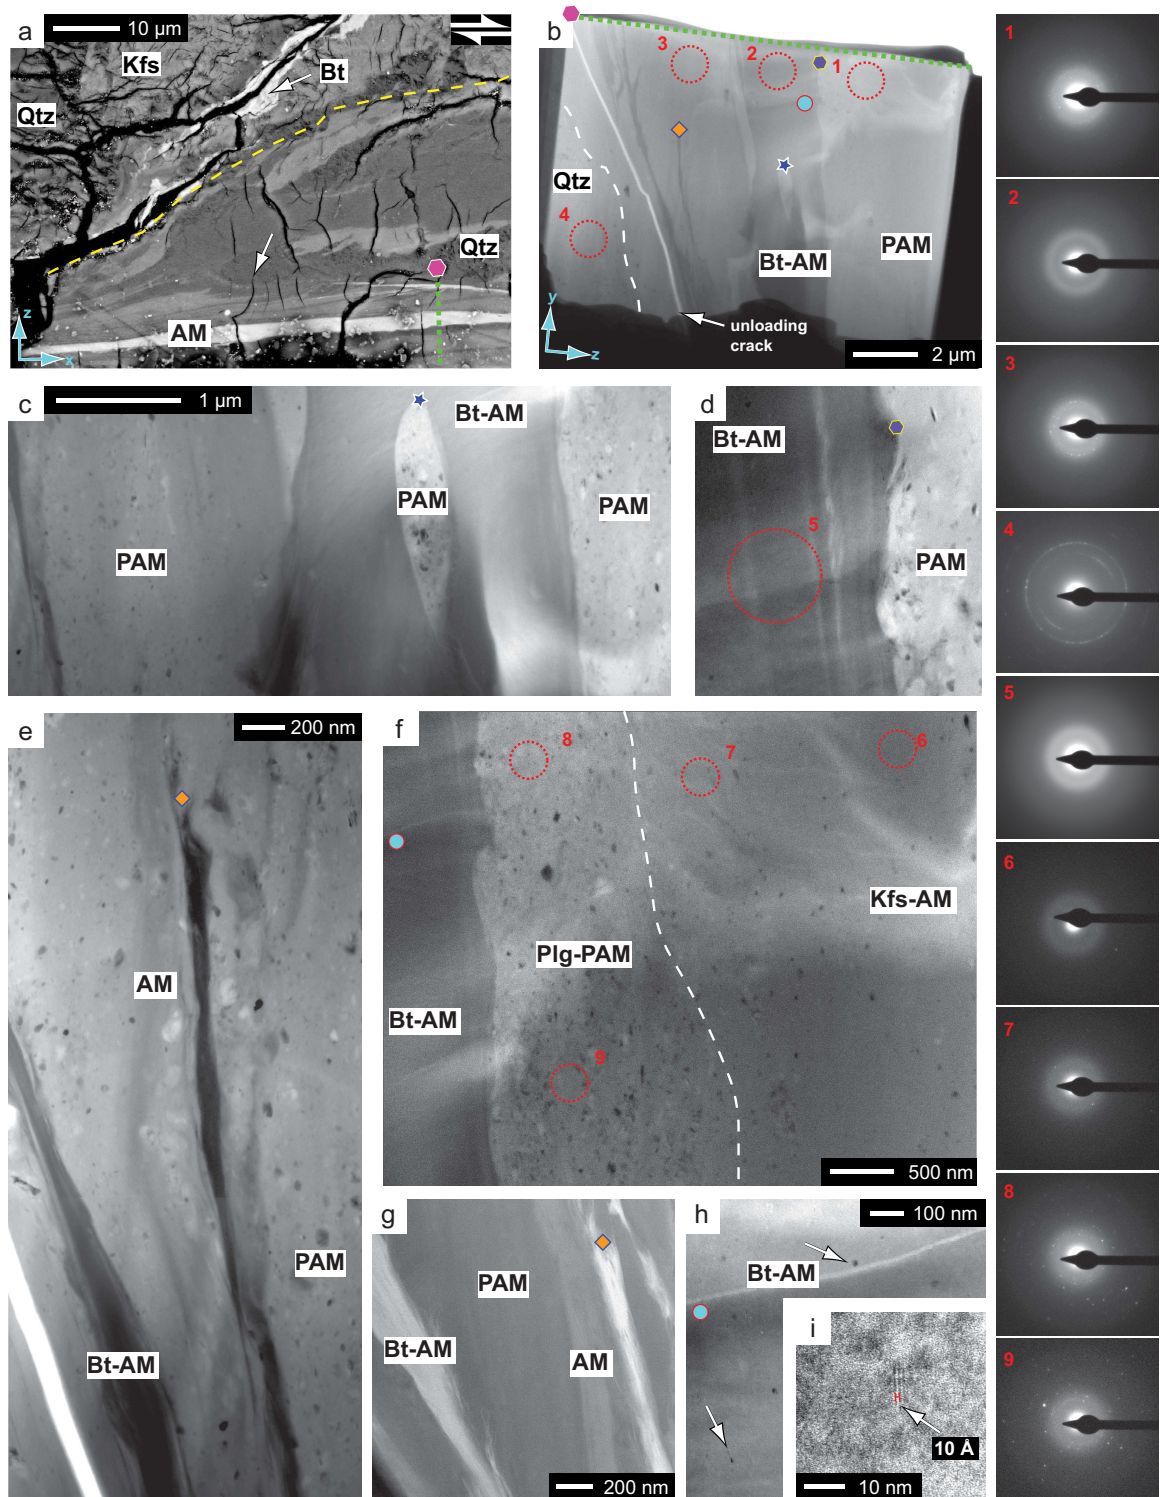 a
10 µm
Kfs
Bt
Qtz
Qtz
AM
z
x
b
3
2
1
Qtz
4
Bt-AM
PAM
y
z
unloading
crack
2 µm
c
1 µm
Bt-AM
PAM
PAM
PAM
d
Bt-AM
5
PAM
e
200 nm
AM
PAM
Bt-AM
f
8
7
6
Kfs-AM
Plg-PAM
Bt-AM
9
500 nm
g
PAM
Bt-AM
AM
200 nm
h
100 nm
Bt-AM
i
10 Å
10 nm
1
2
3
4
5
6
7
8
9